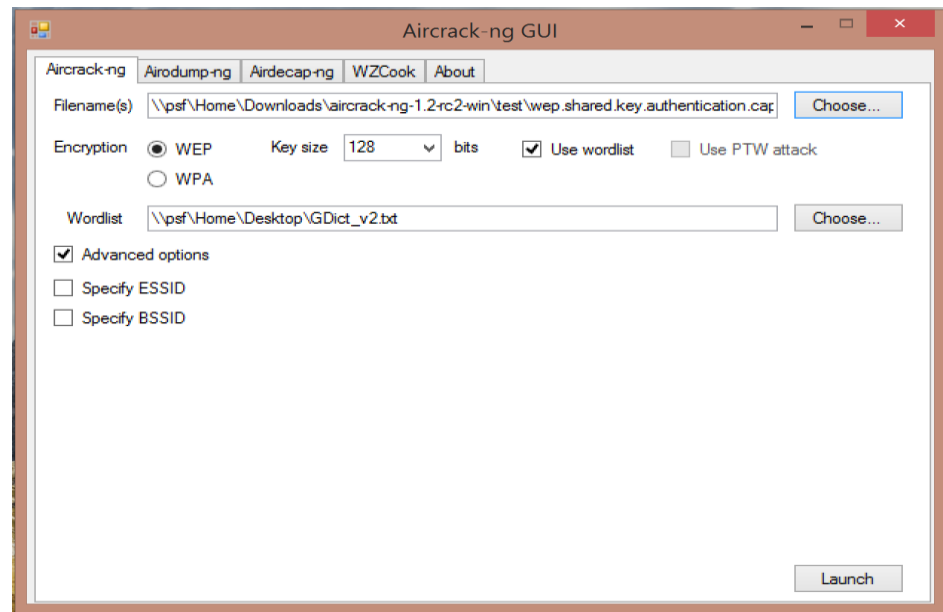 Aircrack-ng GUI
Aircrack-ng Airodump-ng Airdecap-ng WZCook About
Filename(s) \\psf\Home\Downloads\aircrack-ng-1.2-rc2-win\test\wep.shared.key.authentication.cap Choose...
Encryption WEP Key size 128 bits Use wordlist Use PTW attack
WPA
Wordlist \\psf\Home\Desktop\GDict_v2.txt Choose...
Advanced options
Specify ESSID
Specify BSSID
Launch